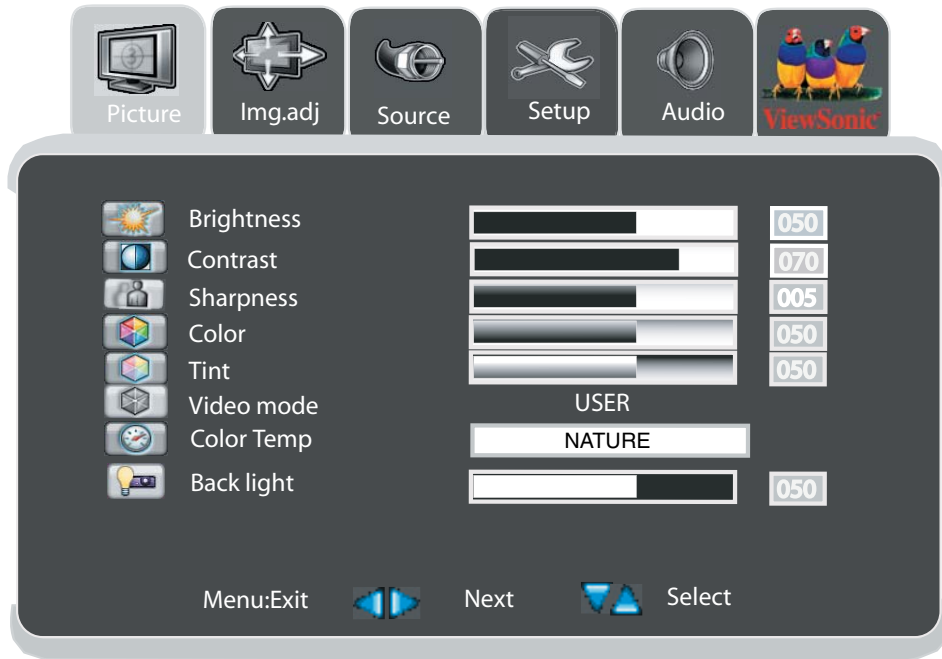 Picture Img.adj Source Setup Audio ViewSonic
Brightness 050
Contrast 070
Sharpness 005
Color 050
Tint 050
Video mode USER
Color Temp NATURE
Back light 050
Menu:Exit Next Select